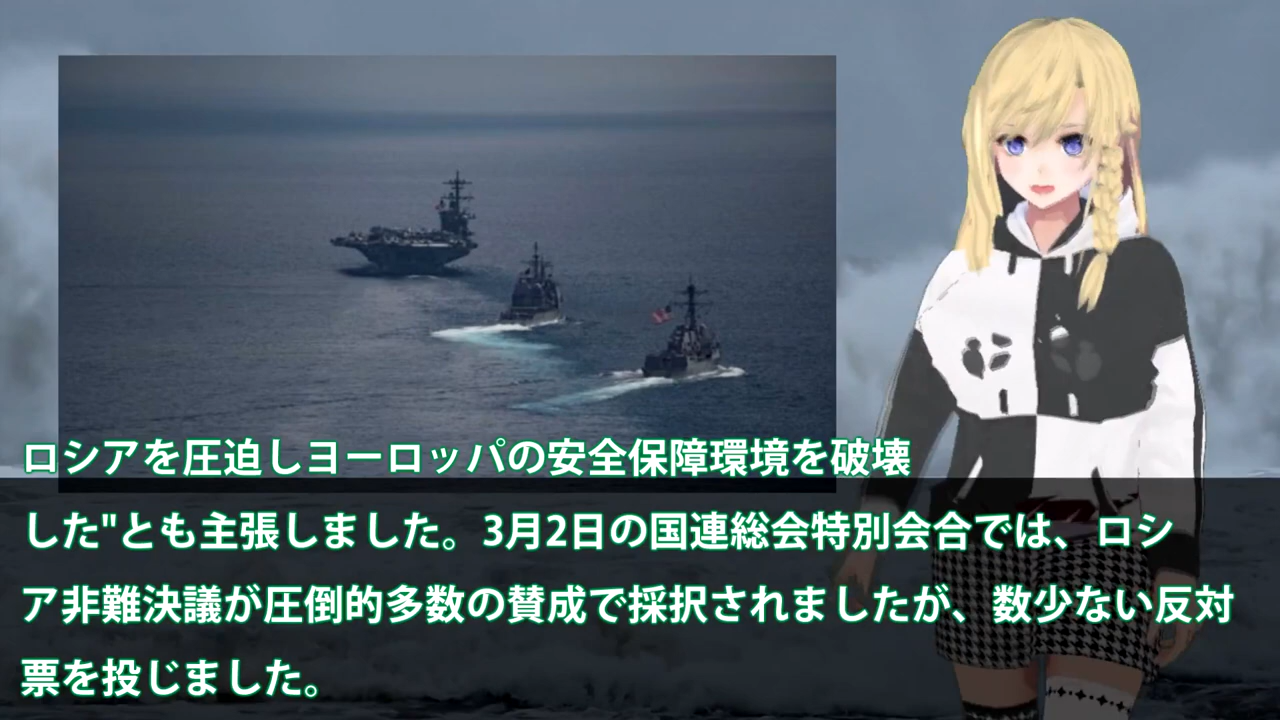 ロシアを圧迫しヨーロッパの安全保障環境を破壊
した"とも主張しました。3月2日の国連総会特別会合では、ロシ
ア非難決議が圧倒的多数の賛成で採択されましたが、数少ない反対
票を投じました。